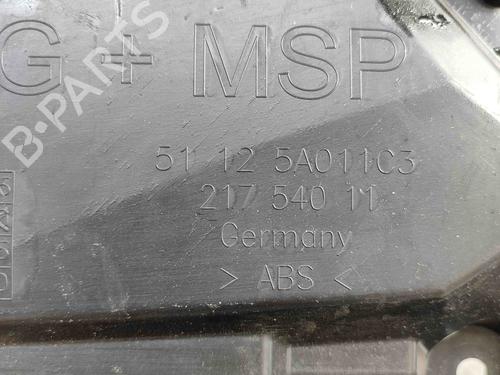 G + MSP
B-PARTS
51 12 5A011C3
217 540 11
Germany
> ABS <